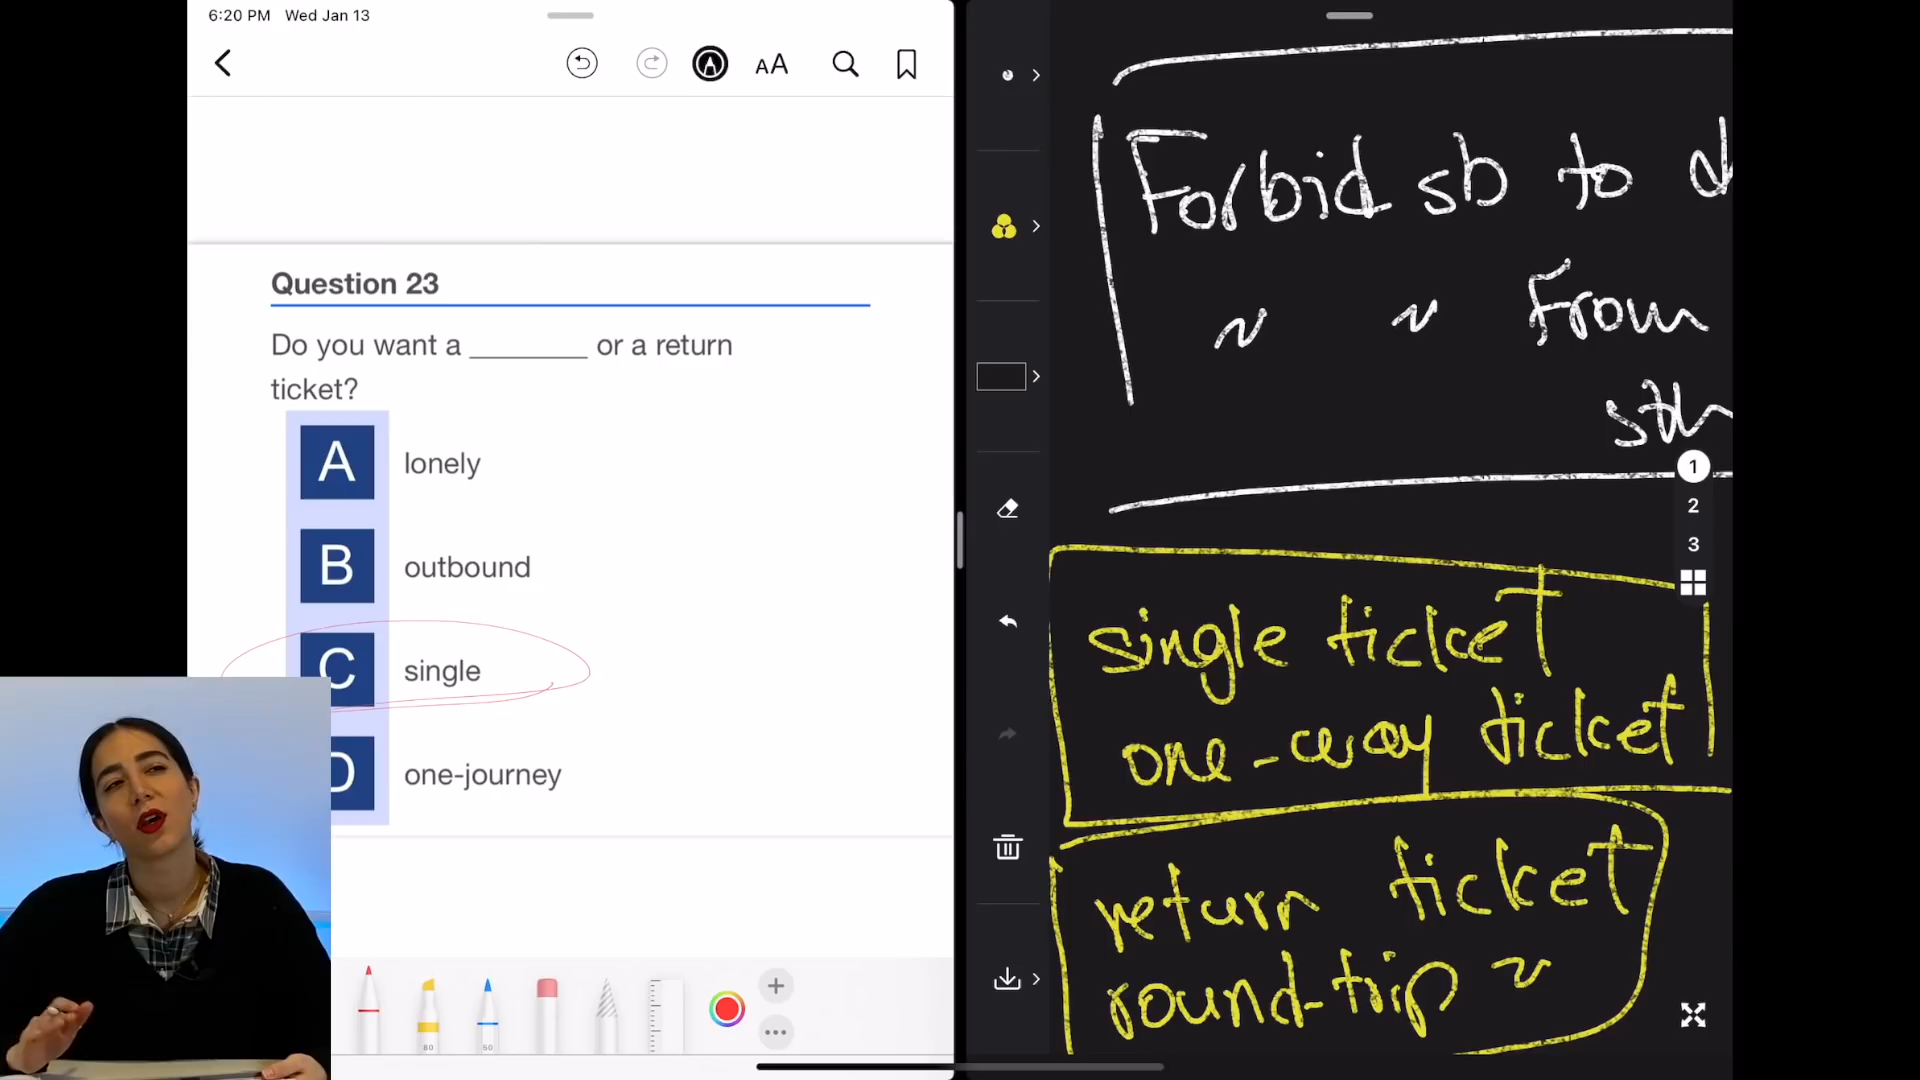 6:20 PM Wed Jan 13
AA
Question 23
Do you want a ________ or a return
ticket?
A lonely
B outbound
C single
D one-journey
80
50
Forbid sb to
" " From
sth
1
2
3
single ticket
one-way ticket
return ticket
round-trip "